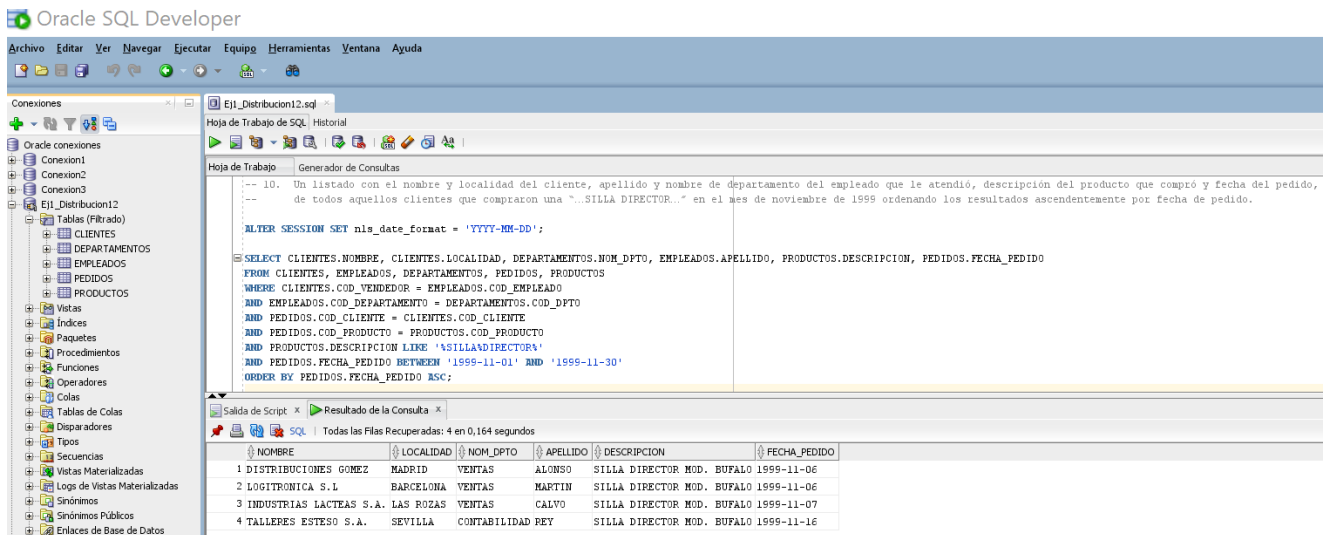 Oracle SQL Developer
Archivo Editar Ver Navegar Ejecutar Equipo Herramientas Ventana Ayuda
Conexiones
Oracle conexiones
Conexion1
Conexion2
Conexion3
Ej1_Distribucion12
Tablas (Filtrado)
CLIENTES
DEPARTAMENTOS
EMPLEADOS
PEDIDOS
PRODUCTOS
Vistas
Índices
Paquetes
Procedimientos
Funciones
Operadores
Colas
Tablas de Colas
Disparadores
Tipos
Secuencias
Vistas Materializadas
Logs de Vistas Materializadas
Sinónimos
Sinónimos Públicos
Enlaces de Base de Datos
Ej1_Distribucion12.sql
Hoja de Trabajo de SQL Historial
Hoja de Trabajo Generador de Consultas
-- 10. Un listado con el nombre y localidad del cliente, apellido y nombre de departamento del empleado que le atendió, descripción del producto que compró y fecha del pedido,
-- de todos aquellos clientes que compraron una "...SILLA DIRECTOR..." en el mes de noviembre de 1999 ordenando los resultados ascendentemente por fecha de pedido.
ALTER SESSION SET nls_date_format = 'YYYY-MM-DD';
SELECT CLIENTES.NOMBRE, CLIENTES.LOCALIDAD, DEPARTAMENTOS.NOM_DPTO, EMPLEADOS.APELLIDO, PRODUCTOS.DESCRIPCION, PEDIDOS.FECHA_PEDIDO
FROM CLIENTES, EMPLEADOS, DEPARTAMENTOS, PEDIDOS, PRODUCTOS
WHERE CLIENTES.COD_VENDEDOR = EMPLEADOS.COD_EMPLEADO
AND EMPLEADOS.COD_DEPARTAMENTO = DEPARTAMENTOS.COD_DPTO
AND PEDIDOS.COD_CLIENTE = CLIENTES.COD_CLIENTE
AND PEDIDOS.COD_PRODUCTO = PRODUCTOS.COD_PRODUCTO
AND PRODUCTOS.DESCRIPCION LIKE '%SILLA%DIRECTOR%'
AND PEDIDOS.FECHA_PEDIDO BETWEEN '1999-11-01' AND '1999-11-30'
ORDER BY PEDIDOS.FECHA_PEDIDO ASC;
Salida de Script x Resultado de la Consulta x
SQL | Todas las Filas Recuperadas: 4 en 0,164 segundos
NOMBRE LOCALIDAD NOM_DPTO APELLIDO DESCRIPCION FECHA_PEDIDO
1 DISTRIBUCIONES GOMEZ MADRID VENTAS ALONSO SILLA DIRECTOR MOD. BUFALO 1999-11-06
2 LOGITRONICA S.L BARCELONA VENTAS MARTIN SILLA DIRECTOR MOD. BUFALO 1999-11-06
3 INDUSTRIAS LACTEAS S.A. LAS ROZAS VENTAS CALVO SILLA DIRECTOR MOD. BUFALO 1999-11-07
4 TALLERES ESTESO S.A. SEVILLA CONTABILIDAD REY SILLA DIRECTOR MOD. BUFALO 1999-11-16